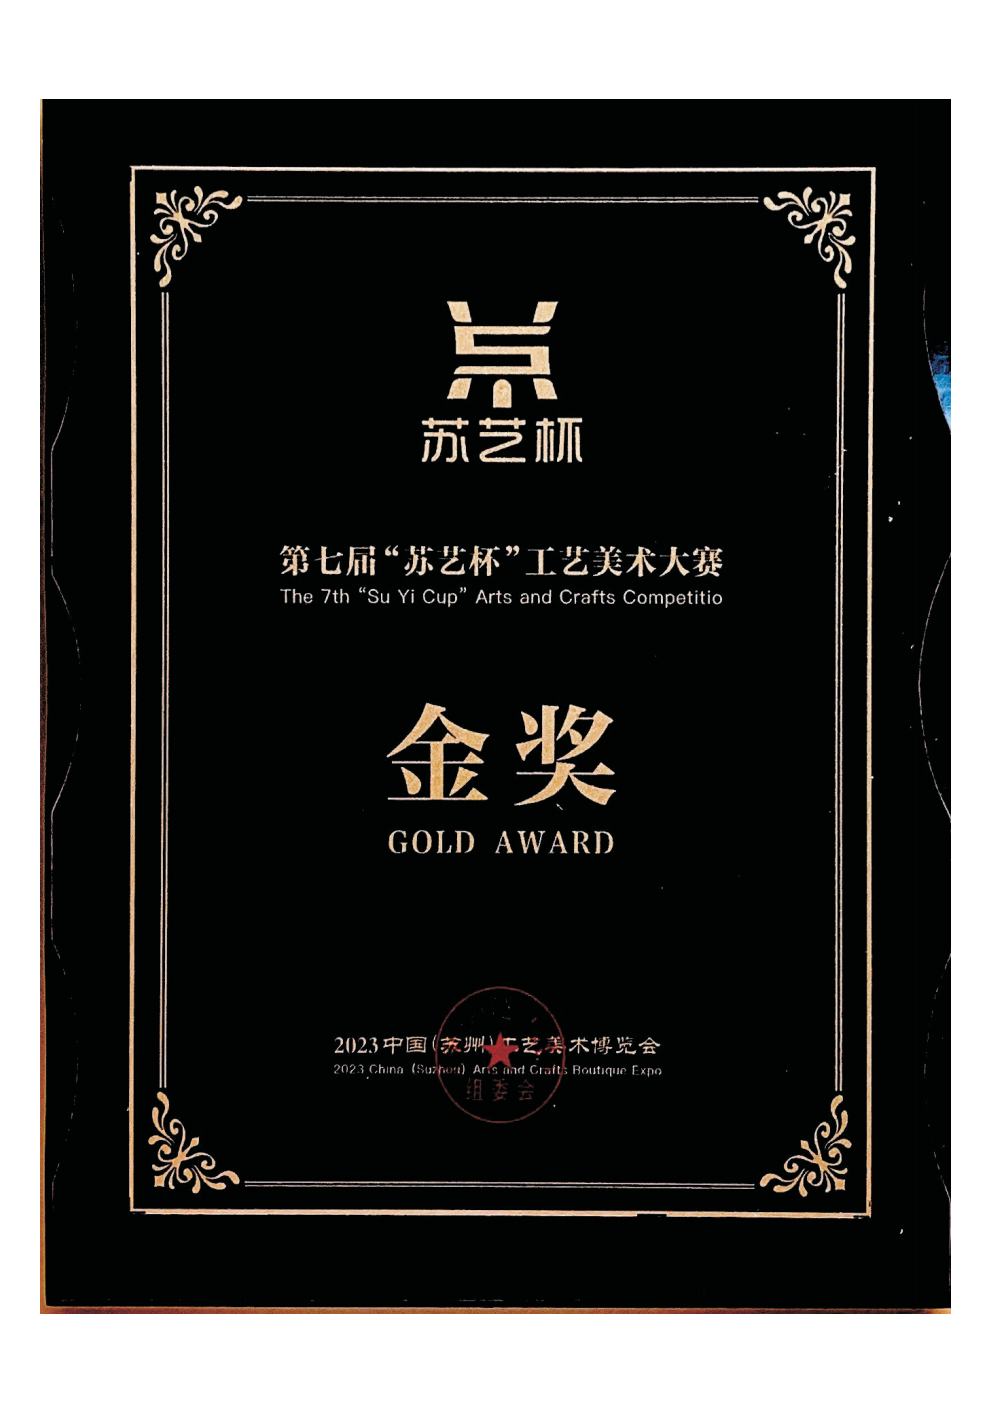 苏艺杯
第七届“苏艺杯”工艺美术大赛
The 7th “Su Yi Cup” Arts and Crafts Competitio
金奖
GOLD AWARD
2023中国(苏州)工艺美术博览会
2023 China (Suzhou) Arts and Crafts Boutique Expo
组委会